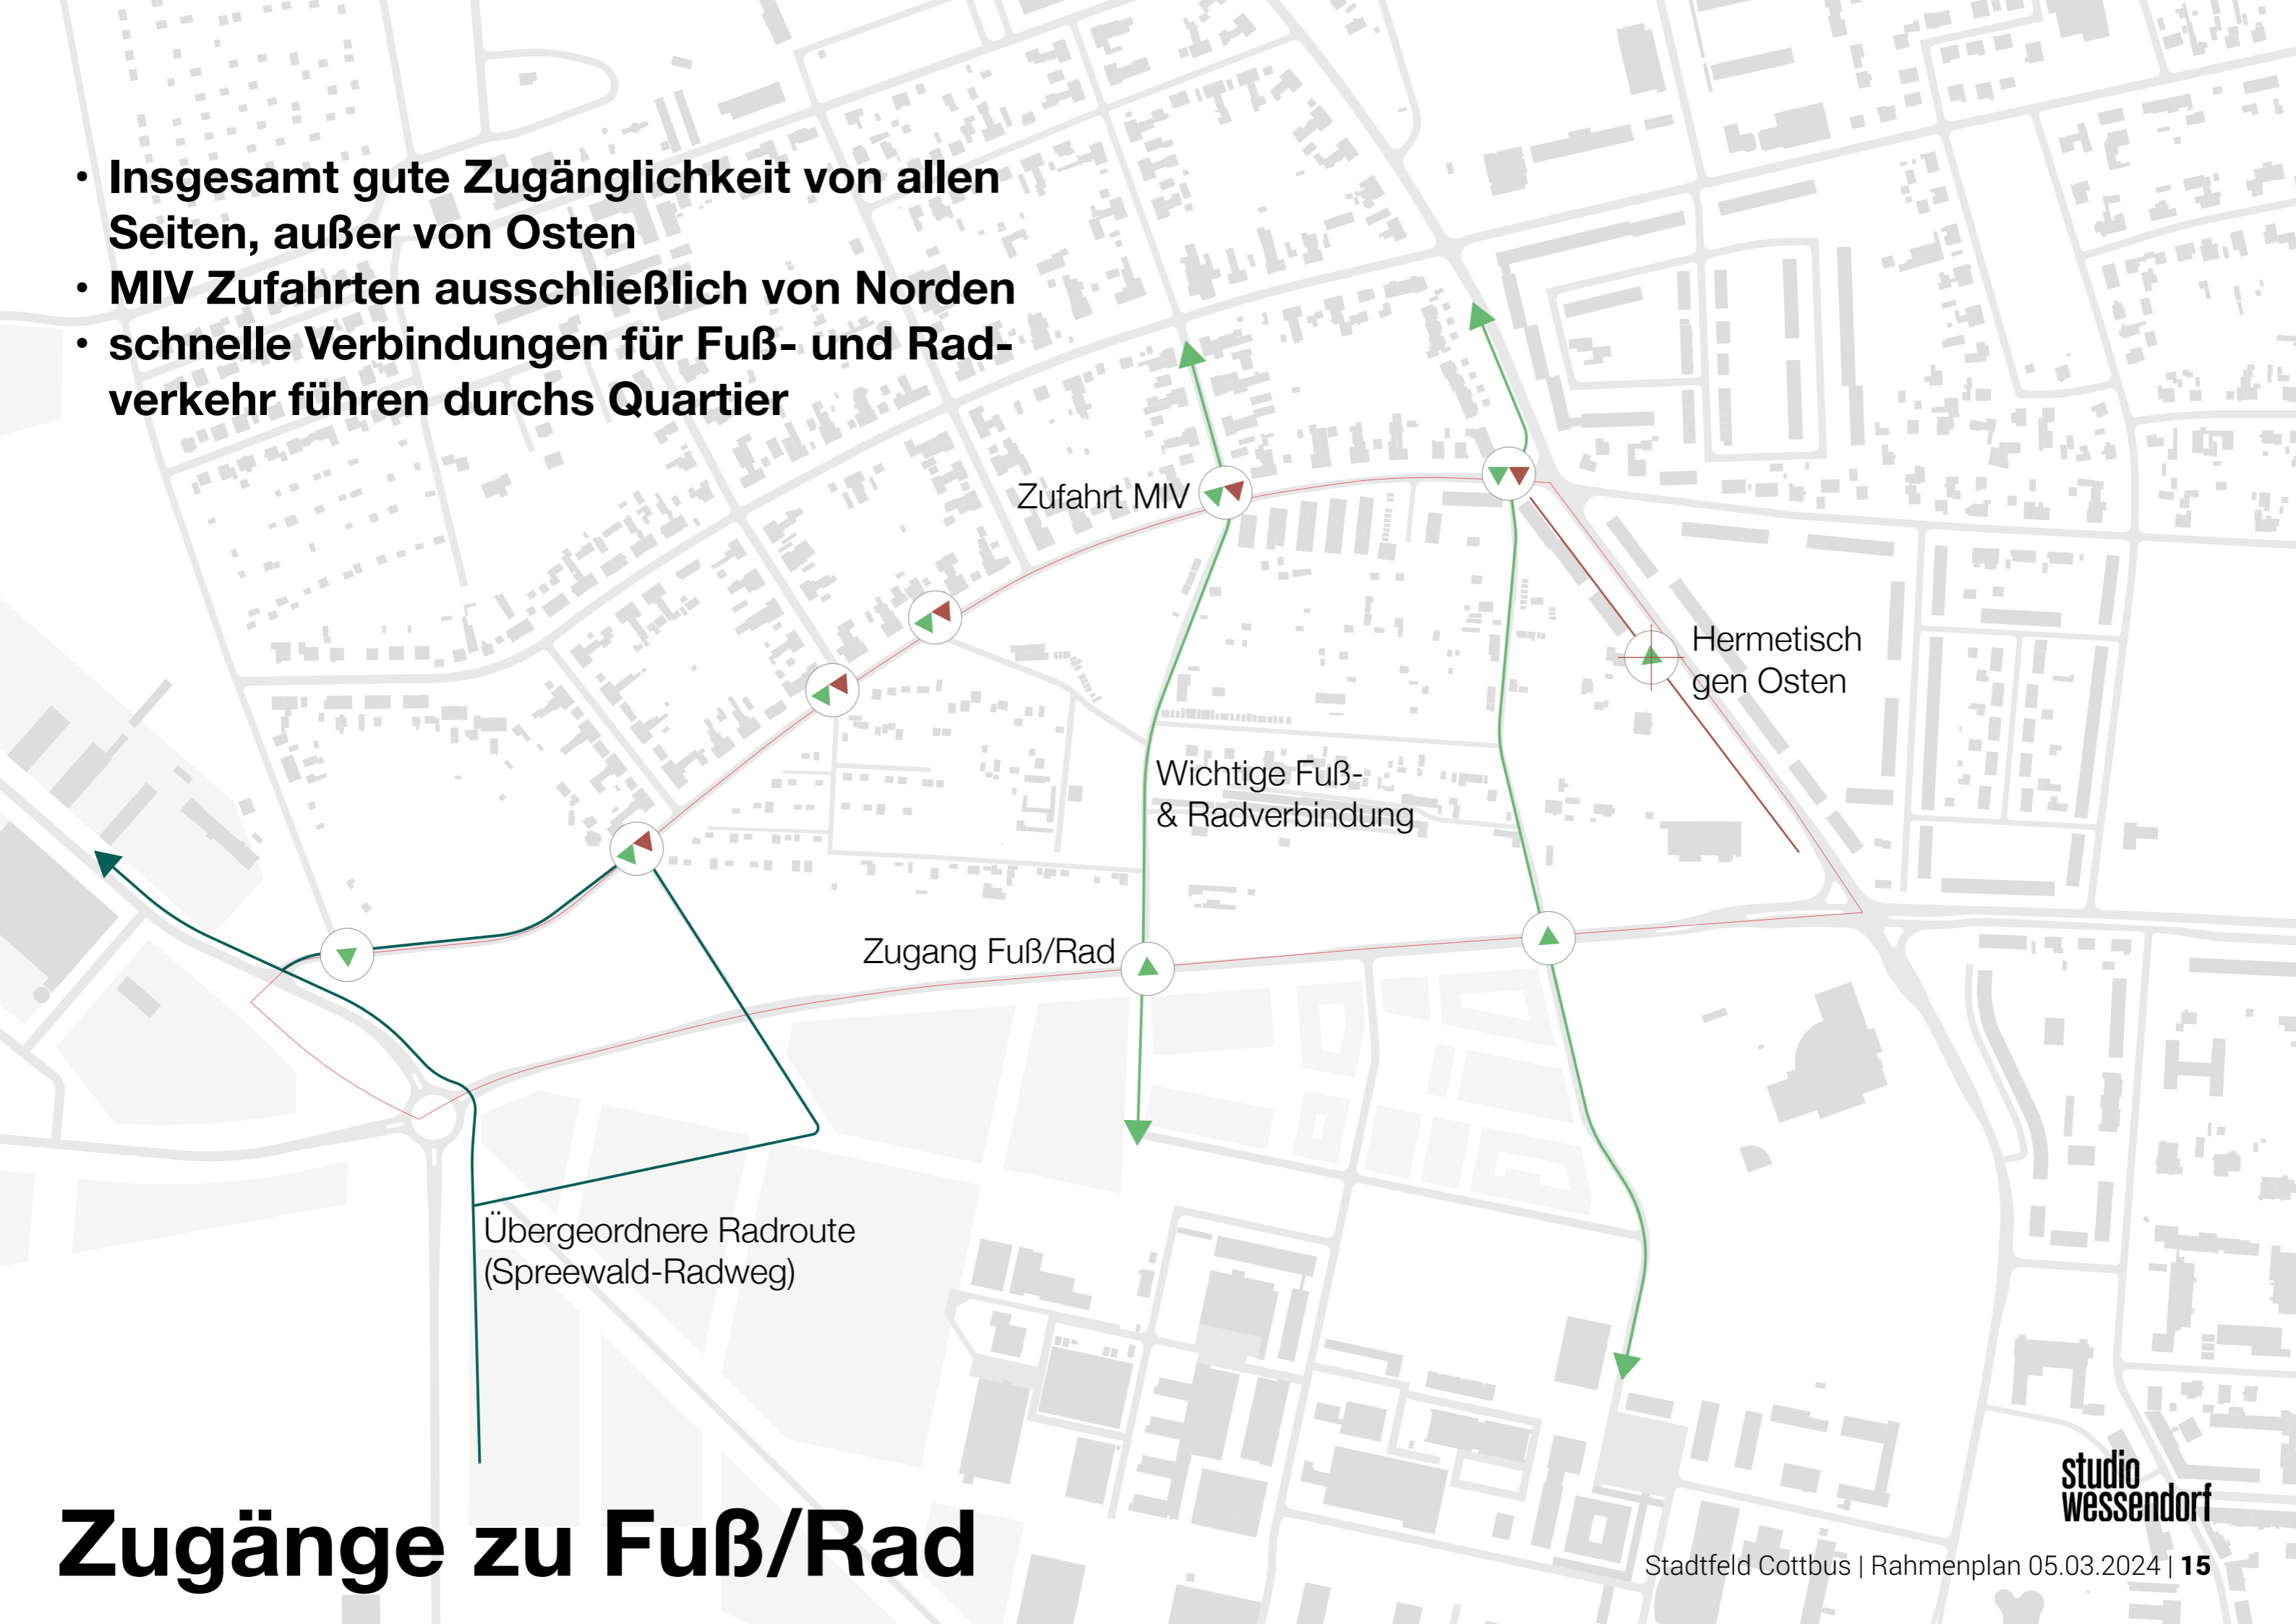 • Insgesamt gute Zugänglichkeit von allen
Seiten, außer von Osten
• MIV Zufahrten ausschließlich von Norden
• schnelle Verbindungen für Fuß- und Rad-
verkehr führen durchs Quartier
Zufahrt MIV
Hermetisch
gen Osten
Wichtige Fuß-
& Radverbindung
Zugang Fuß/Rad
Übergeordnere Radroute
(Spreewald-Radweg)
Zugänge zu Fuß/Rad
studio
wessendorf
Stadtfeld Cottbus | Rahmenplan 05.03.2024 | 15